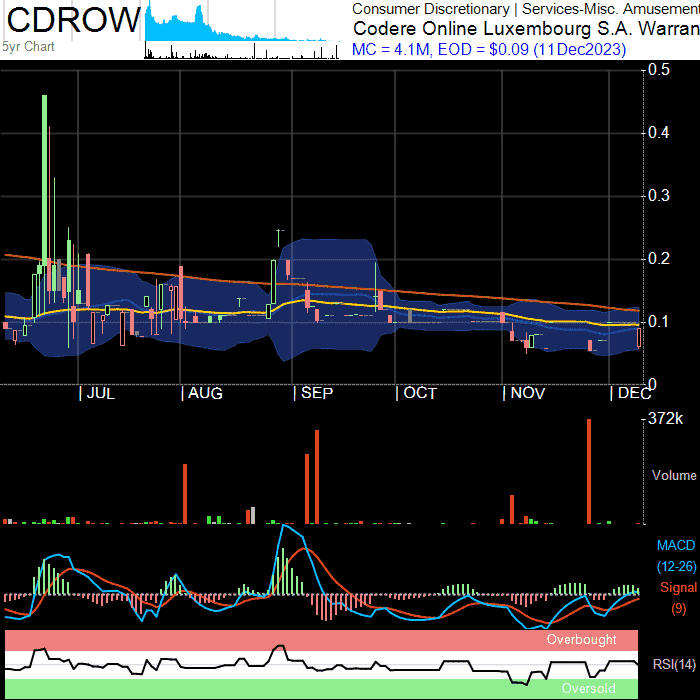 CDROW
5yr Chart
Consumer Discretionary | Services-Misc. Amusement
Codere Online Luxembourg S.A. Warran
MC = 4.1M, EOD = $0.09 (11Dec2023)
0.5
0.4
0.3
0.2
0.1
0
| JUL | AUG | SEP | OCT | NOV | DEC
372k
Volume
MACD
(12-26)
Signal
(9)
Overbought
RSI(14)
Oversold